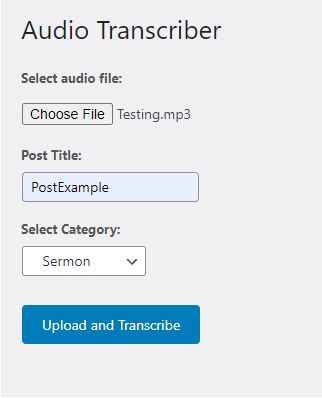 Audio Transcriber
Select audio file:
Choose File Testing.mp3
Post Title:
PostExample
Select Category:
Sermon
Upload and Transcribe